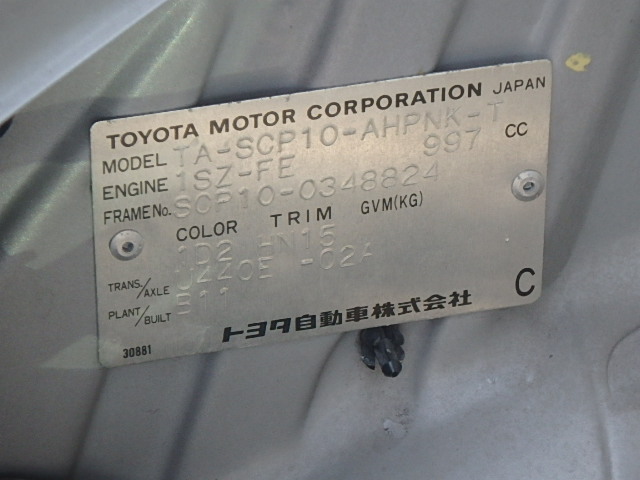 TOYOTA MOTOR CORPORATION JAPAN
MODEL TA-SCP10-AHPNK-T
ENGINE 1SZ-FE 997 CC
FRAME No. SCP10-0348824
COLOR TRIM GVM(KG)
1D2 HN15
TRANS./AXLE U440E -02A
PLANT/BUILT
C
トヨタ自動車株式会社
30881